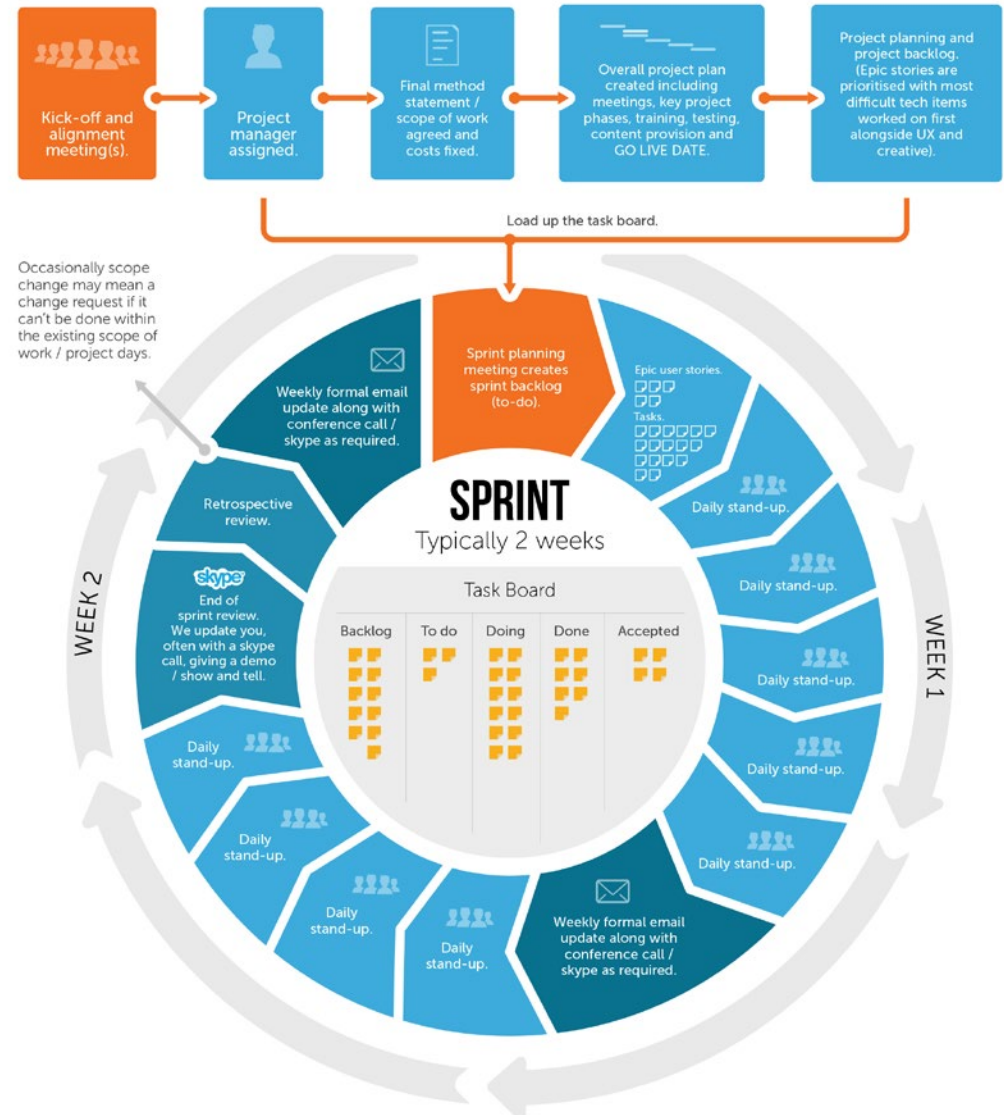 Kick-off and
alignment
meeting(s).
Project
manager
assigned.
Final method
statement /
scope of work
agreed and
costs fixed.
Overall project plan
created including
meetings, key project
phases, training, testing,
content provision and
GO LIVE DATE.
Project planning and
project backlog.
(Epic stories are
prioritised with most
difficult tech items
worked on first
alongside UX and
creative).
Load up the task board.
Occasionally scope
change may mean a
change request if it
can't be done within
the existing scope of
work / project days.
Sprint planning
meeting creates
sprint backlog
(to-do).
Epic user stories.
Tasks.
Daily stand-up.
Daily stand-up.
Daily stand-up.
Daily stand-up.
Daily stand-up.
WEEK 1
Weekly formal email
update along with
conference call /
skype as required.
Daily
stand-up.
Daily
stand-up.
Daily
stand-up.
Daily
stand-up.
WEEK 2
skype
End of
sprint review.
We update you,
often with a skype
call, giving a demo
/ show and tell.
Retrospective
review.
Weekly formal email
update along with
conference call /
skype as required.
SPRINT
Typically 2 weeks
Task Board
Backlog To do Doing Done Accepted